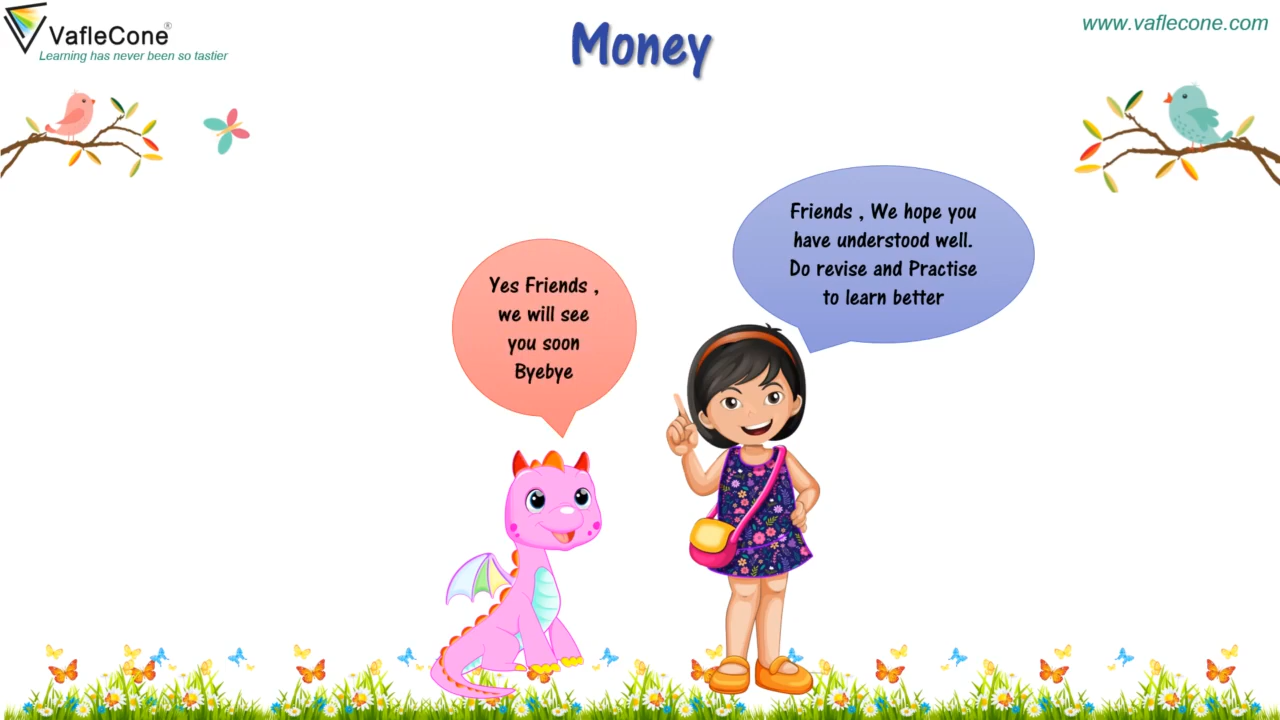 VafleCone®
Learning has never been so tastier
Money
www.vaflecone.com
Friends , We hope you
have understood well.
Do revise and Practise
to learn better
Yes Friends ,
we will see
you soon
Byebye